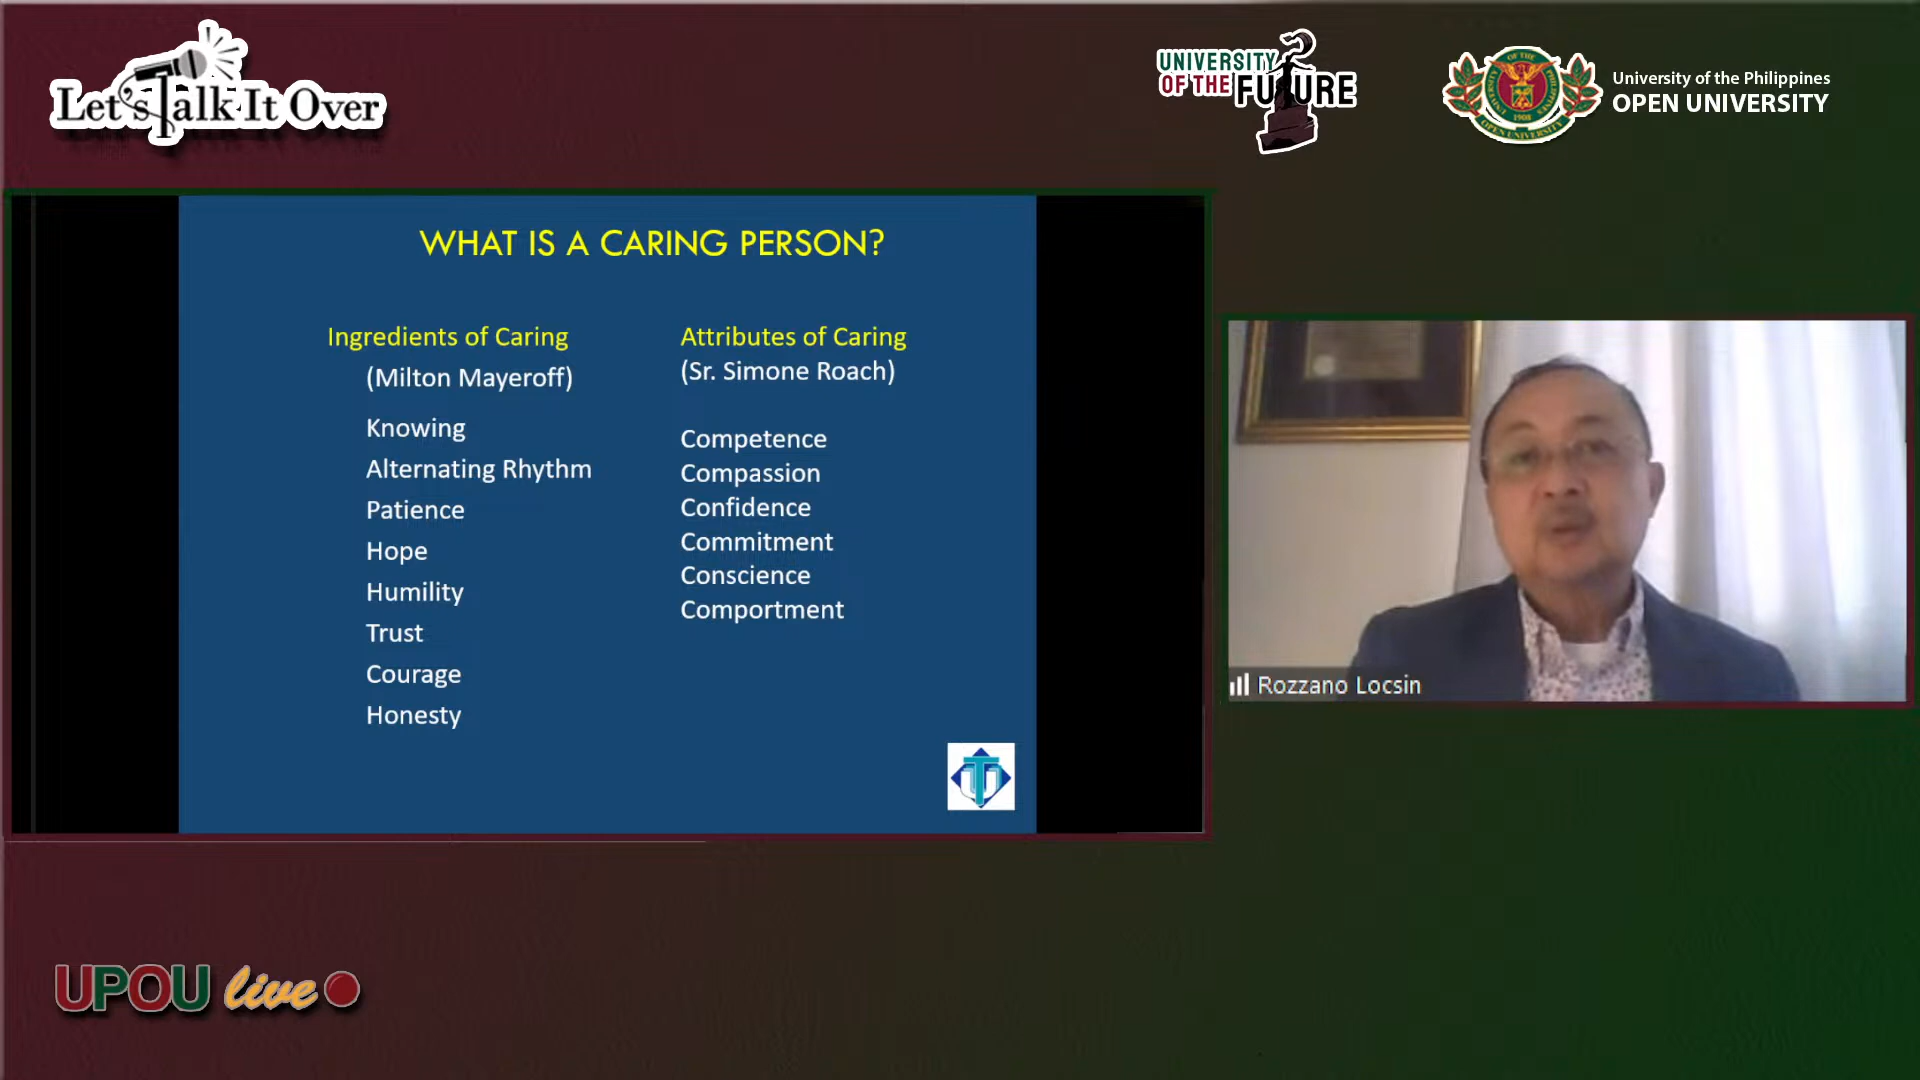 Let's Talk It Over
UNIVERSITY
OF THE FUTURE
University of the Philippines
OPEN UNIVERSITY
WHAT IS A CARING PERSON?
Ingredients of Caring
(Milton Mayeroff)
Knowing
Alternating Rhythm
Patience
Hope
Humility
Trust
Courage
Honesty
Attributes of Caring
(Sr. Simone Roach)
Competence
Compassion
Confidence
Commitment
Conscience
Comportment
Rozzano Locsin
UPOU live